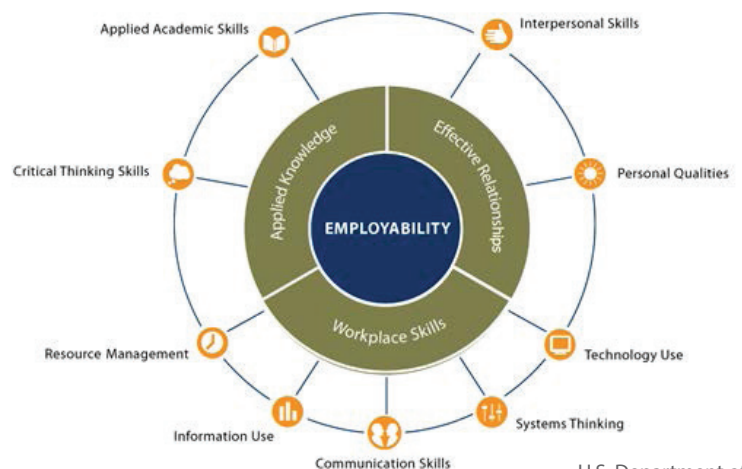 Applied Academic Skills
Interpersonal Skills
Applied Knowledge
Effective Relationships
Critical Thinking Skills
Personal Qualities
EMPLOYABILITY
Workplace Skills
Resource Management
Technology Use
Information Use
Systems Thinking
Communication Skills